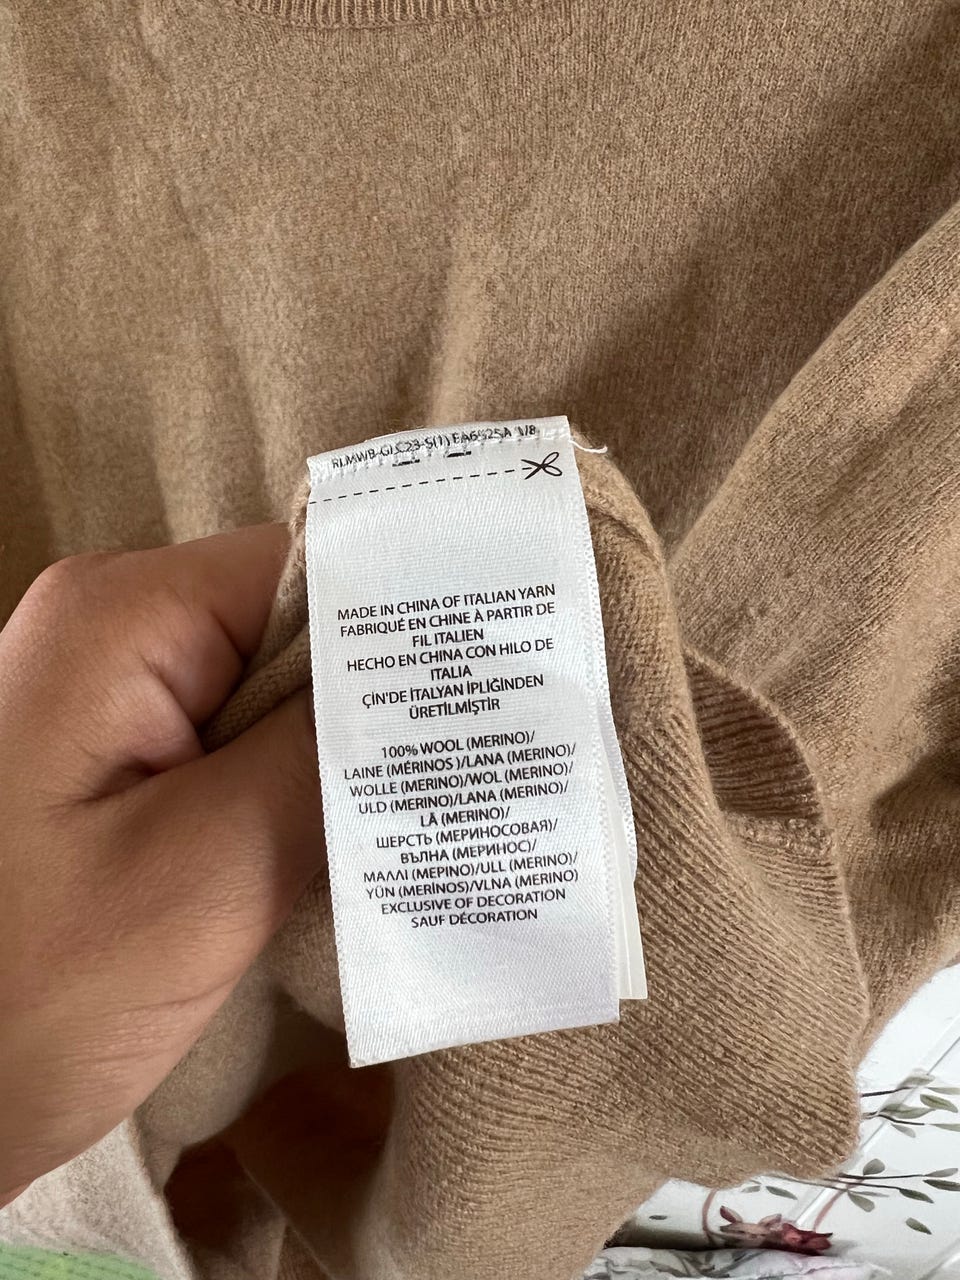 MADE IN CHINA OF ITALIAN YARN
FABRIQUÉ EN CHINE À PARTIR DE
FIL ITALIEN
HECHO EN CHINA CON HILO DE
ITALIA
ÇIN'DE İTALYAN İPLİĞİNDEN
ÜRETİLMİŞTİR
100% WOOL (MERINO)/
LAINE (MÉRINOS )/LANA (MERINO)/
WOLLE (MERINO)/WOL (MERINO)/
ULD (MERINO)/LANA (MERINO)/
LÃ (MERINO)/
ШЕРСТЬ (МЕРИНОСОВАЯ)/
ВЪЛНА (МЕРИНОС)/
ΜΑΛΛΙ (ΜΕΡΙΝΟ)/ULL (MERINO)/
YÜN (MERİNOS)/VLNA (MERINO)
EXCLUSIVE OF DECORATION
SAUF DÉCORATION